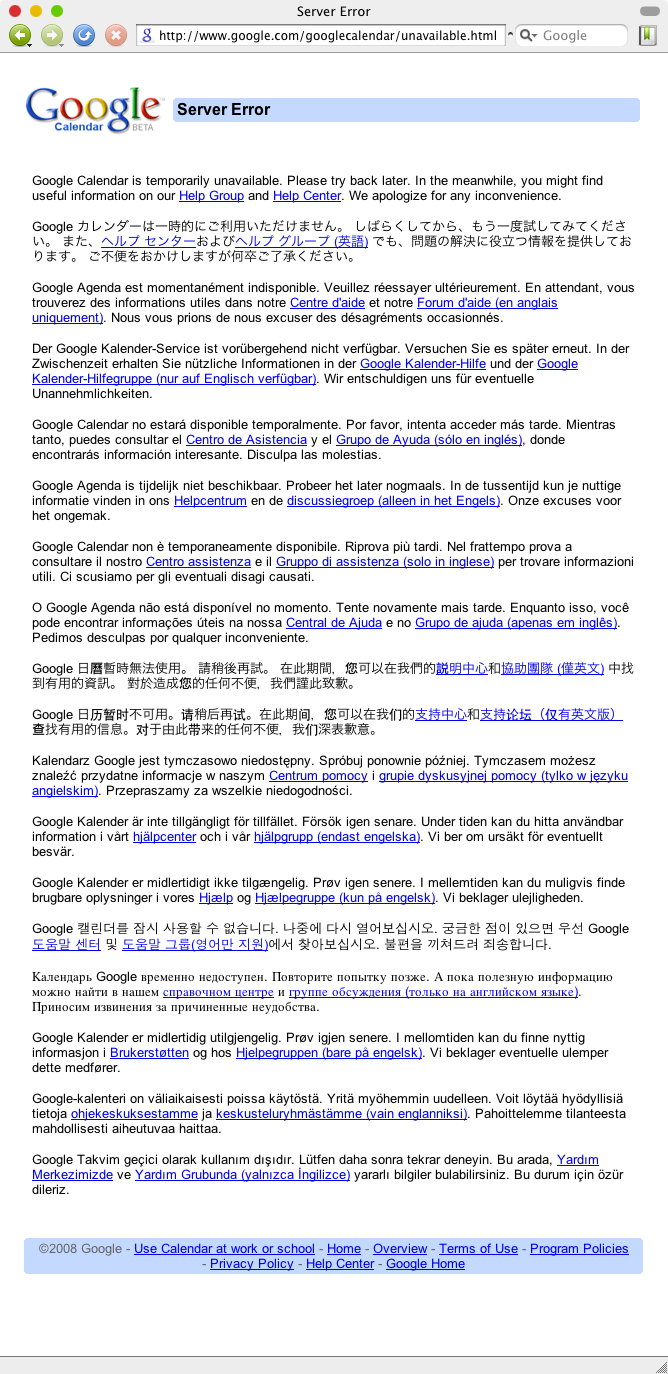 Server Error
http://www.google.com/googlecalendar/unavailable.html
Google
Google
Calendar BETA
Server Error
Google Calendar is temporarily unavailable. Please try back later. In the meanwhile, you might find
useful information on our Help Group and Help Center. We apologize for any inconvenience.
Google カレンダーは一時的にご利用いただけません。 しばらくしてから、もう一度試してみてくださ
い。 また、ヘルプ センターおよびヘルプ グループ (英語) でも、問題の解決に役立つ情報を提供してお
ります。 ご不便をおかけしますが何卒ご了承ください。
Google Agenda est momentanément indisponible. Veuillez réessayer ultérieurement. En attendant, vous
trouverez des informations utiles dans notre Centre d'aide et notre Forum d'aide (en anglais
uniquement). Nous vous prions de nous excuser des désagréments occasionnés.
Der Google Kalender-Service ist vorübergehend nicht verfügbar. Versuchen Sie es später erneut. In der
Zwischenzeit erhalten Sie nützliche Informationen in der Google Kalender-Hilfe und der Google
Kalender-Hilfegruppe (nur auf Englisch verfügbar). Wir entschuldigen uns für eventuelle
Unannehmlichkeiten.
Google Calendar no estará disponible temporalmente. Por favor, intenta acceder más tarde. Mientras
tanto, puedes consultar el Centro de Asistencia y el Grupo de Ayuda (sólo en inglés), donde
encontrarás información interesante. Disculpa las molestias.
Google Agenda is tijdelijk niet beschikbaar. Probeer het later nogmaals. In de tussentijd kun je nuttige
informatie vinden in ons Helpcentrum en de discussiegroep (alleen in het Engels). Onze excuses voor
het ongemak.
Google Calendar non è temporaneamente disponibile. Riprova più tardi. Nel frattempo prova a
consultare il nostro Centro assistenza e il Gruppo di assistenza (solo in inglese) per trovare informazioni
utili. Ci scusiamo per gli eventuali disagi causati.
O Google Agenda não está disponível no momento. Tente novamente mais tarde. Enquanto isso, você
pode encontrar informações úteis na nossa Central de Ajuda e no Grupo de ajuda (apenas em inglês).
Pedimos desculpas por qualquer inconveniente.
Google 日曆暫時無法使用。 請稍後再試。 在此期間，您可以在我們的説明中心和協助團隊 (僅英文) 中找
到有用的資訊。 對於造成您的任何不便，我們謹此致歉。
Google 日历暂时不可用。请稍后再试。在此期间，您可以在我们的支持中心和支持论坛（仅有英文版）
查找有用的信息。对于由此带来的任何不便，我们深表歉意。
Kalendarz Google jest tymczasowo niedostępny. Spróbuj ponownie później. Tymczasem możesz
znaleźć przydatne informacje w naszym Centrum pomocy i grupie dyskusyjnej pomocy (tylko w języku
angielskim). Przepraszamy za wszelkie niedogodności.
Google Kalender är inte tillgängligt för tillfället. Försök igen senare. Under tiden kan du hitta användbar
information i vårt hjälpcenter och i vår hjälpgrupp (endast engelska). Vi ber om ursäkt för eventuellt
besvär.
Google Kalender er midlertidigt ikke tilgængelig. Prøv igen senere. I mellemtiden kan du muligvis finde
brugbare oplysninger i vores Hjælp og Hjælpegruppe (kun på engelsk). Vi beklager ulejligheden.
Google 캘린더를 잠시 사용할 수 없습니다. 나중에 다시 열어보십시오. 궁금한 점이 있으면 우선 Google
도움말 센터 및 도움말 그룹(영어만 지원)에서 찾아보십시오. 불편을 끼쳐드려 죄송합니다.
Календарь Google временно недоступен. Повторите попытку позже. А пока полезную информацию
можно найти в нашем справочном центре и группе обсуждения (только на английском языке).
Приносим извинения за причиненные неудобства.
Google Kalender er midlertidig utilgjengelig. Prøv igjen senere. I mellomtiden kan du finne nyttig
informasjon i Brukerstøtten og hos Hjelpegruppen (bare på engelsk). Vi beklager eventuelle ulemper
dette medfører.
Google-kalenteri on väliaikaisesti poissa käytöstä. Yritä myöhemmin uudelleen. Voit löytää hyödyllisiä
tietoja ohjekeskuksestamme ja keskusteluryhmästämme (vain englanniksi). Pahoittelemme tilanteesta
mahdollisesti aiheutuvaa haittaa.
Google Takvim geçici olarak kullanım dışıdır. Lütfen daha sonra tekrar deneyin. Bu arada, Yardım
Merkezimizde ve Yardım Grubunda (yalnızca İngilizce) yararlı bilgiler bulabilirsiniz. Bu durum için özür
dileriz.
©2008 Google - Use Calendar at work or school - Home - Overview - Terms of Use - Program Policies
- Privacy Policy - Help Center - Google Home